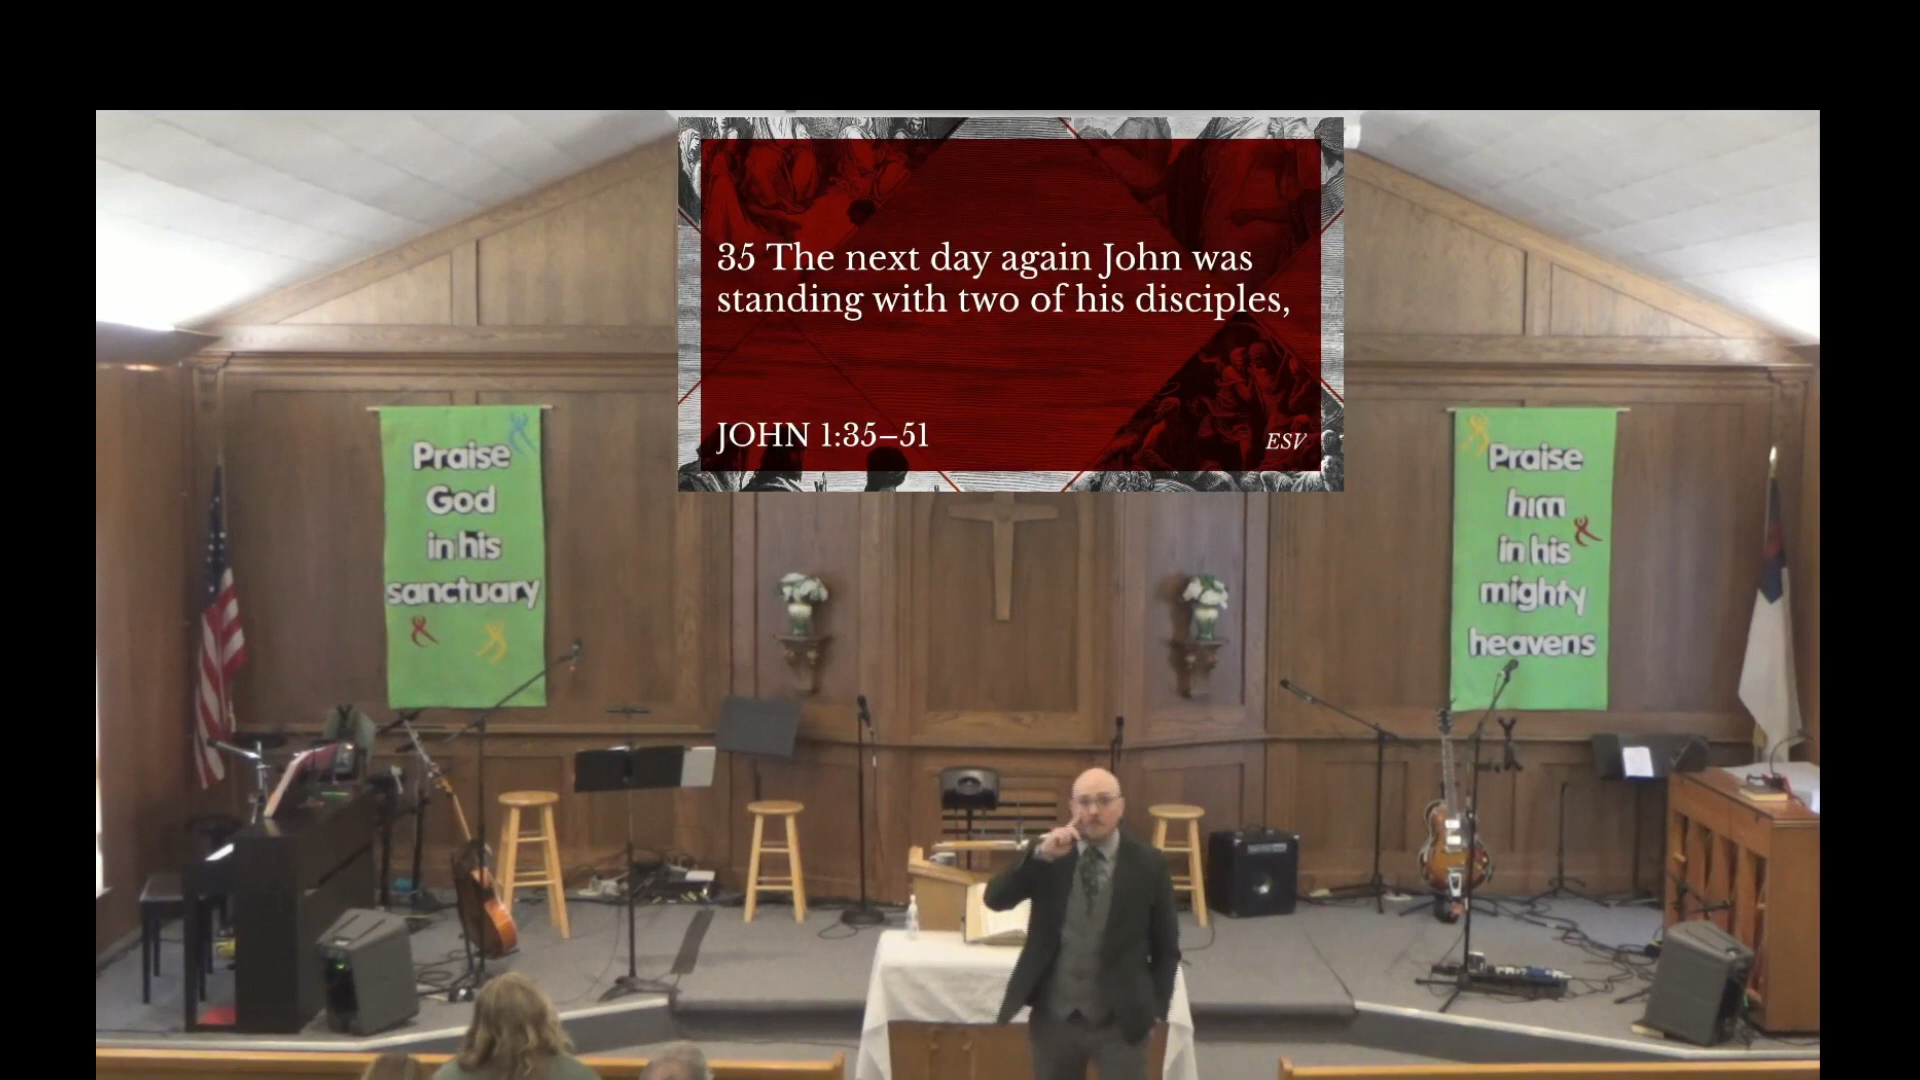 35 The next day again John was
standing with two of his disciples,
JOHN 1:35–51
ESV
Praise
God
in his
sanctuary
Praise
him
in his
mighty
heavens